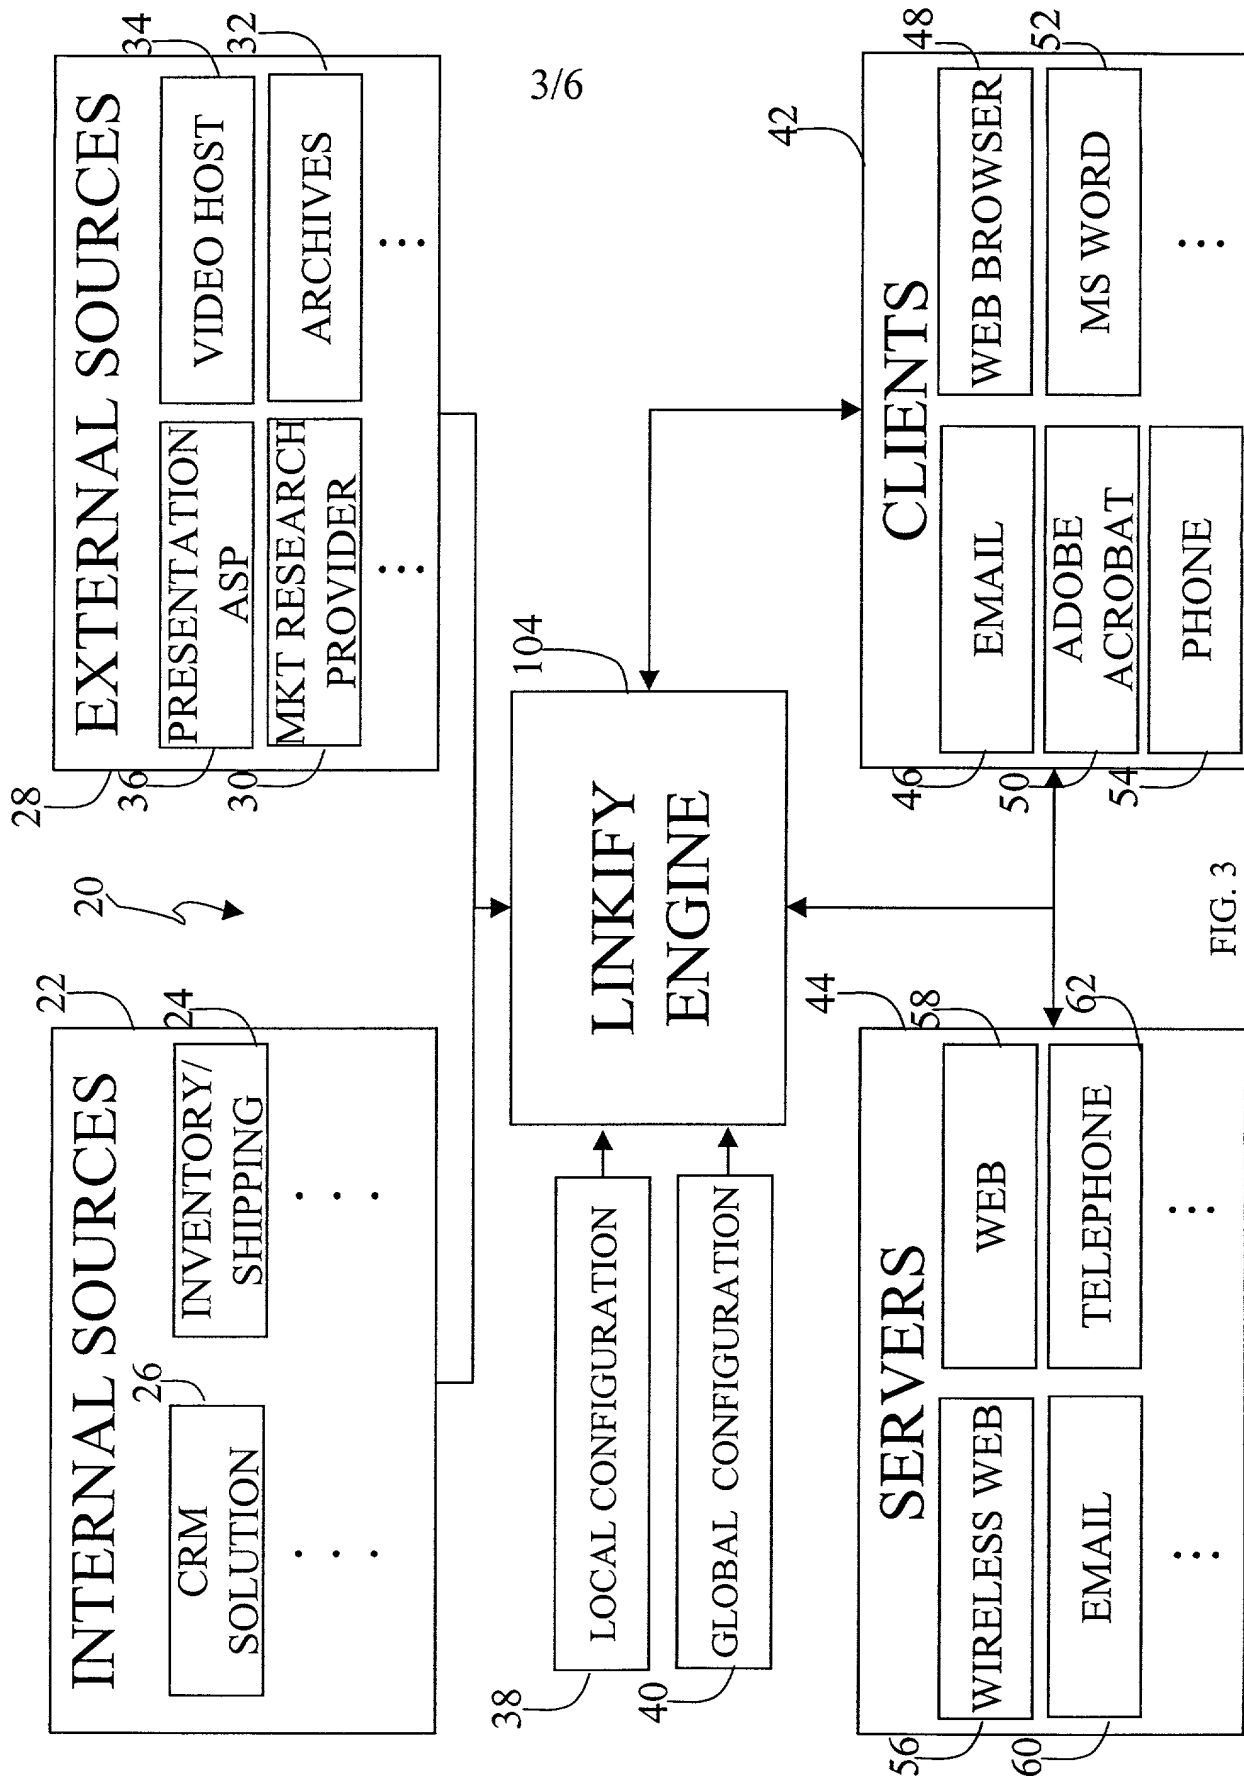 3/6
20
22
INTERNAL SOURCES
26
CRM
SOLUTION
24
INVENTORY/
SHIPPING
. . .
. . .
28
EXTERNAL SOURCES
36
PRESENTATION
ASP
34
VIDEO HOST
30
MKT RESEARCH
PROVIDER
32
ARCHIVES
...
...
38
LOCAL CONFIGURATION
40
GLOBAL CONFIGURATION
104
LINKIFY
ENGINE
44
SERVERS
56
WIRELESS WEB
58
WEB
60
EMAIL
62
TELEPHONE
...
...
42
CLIENTS
46
EMAIL
48
WEB BROWSER
50
ADOBE
ACROBAT
52
MS WORD
54
PHONE
...
FIG. 3